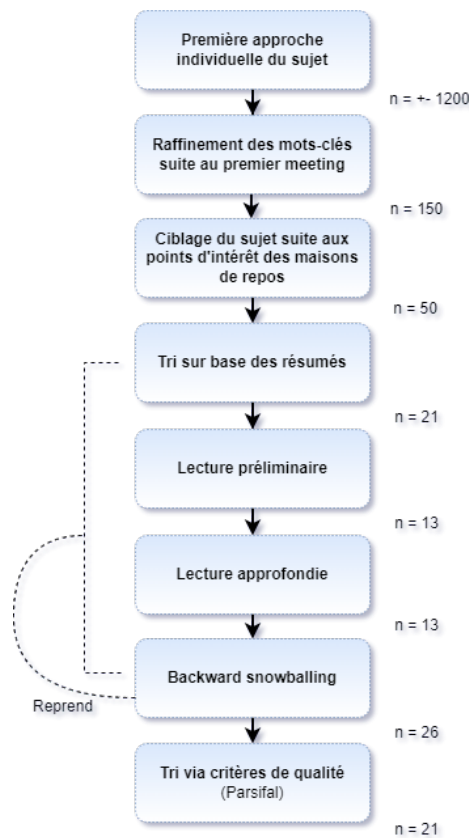 Première approche
individuelle du sujet
n = +- 1200
Raffinement des mots-clés
suite au premier meeting
n = 150
Ciblage du sujet suite aux
points d'intérêt des maisons
de repos
n = 50
Tri sur base des résumés
n = 21
Lecture préliminaire
n = 13
Lecture approfondie
n = 13
Backward snowballing
Reprend
n = 26
Tri via critères de qualité
(Parsifal)
n = 21